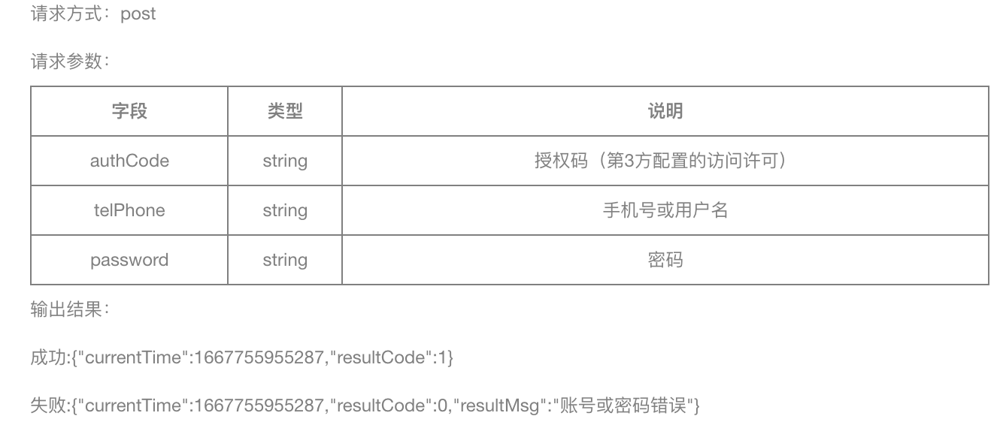 请求方式：post
请求参数：
字段 类型 说明
authCode string 授权码（第3方配置的访问许可）
telPhone string 手机号或用户名
password string 密码
输出结果：
成功:{"currentTime":1667755955287,"resultCode":1}
失败:{"currentTime":1667755955287,"resultCode":0,"resultMsg":"账号或密码错误"}